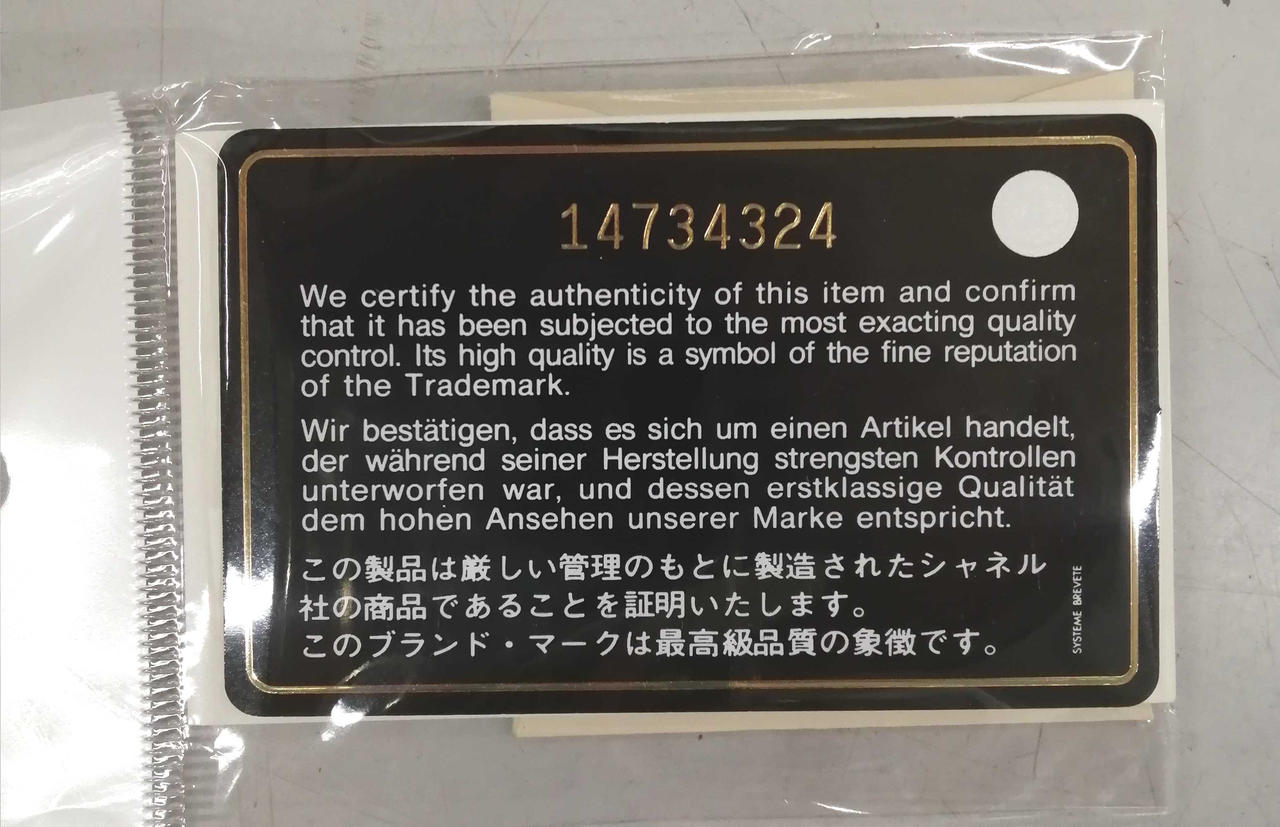 14734324
We certify the authenticity of this item and confirm
that it has been subjected to the most exacting quality
control. Its high quality is a symbol of the fine reputation
of the Trademark.
Wir bestätigen, dass es sich um einen Artikel handelt,
der während seiner Herstellung strengsten Kontrollen
unterworfen war, und dessen erstklassige Qualität
dem hohen Ansehen unserer Marke entspricht.
この製品は厳しい管理のもとに製造されたシャネル
社の商品であることを証明いたします。
このブランド・マークは最高級品質の象徴です。
SYSTEME BREVETE